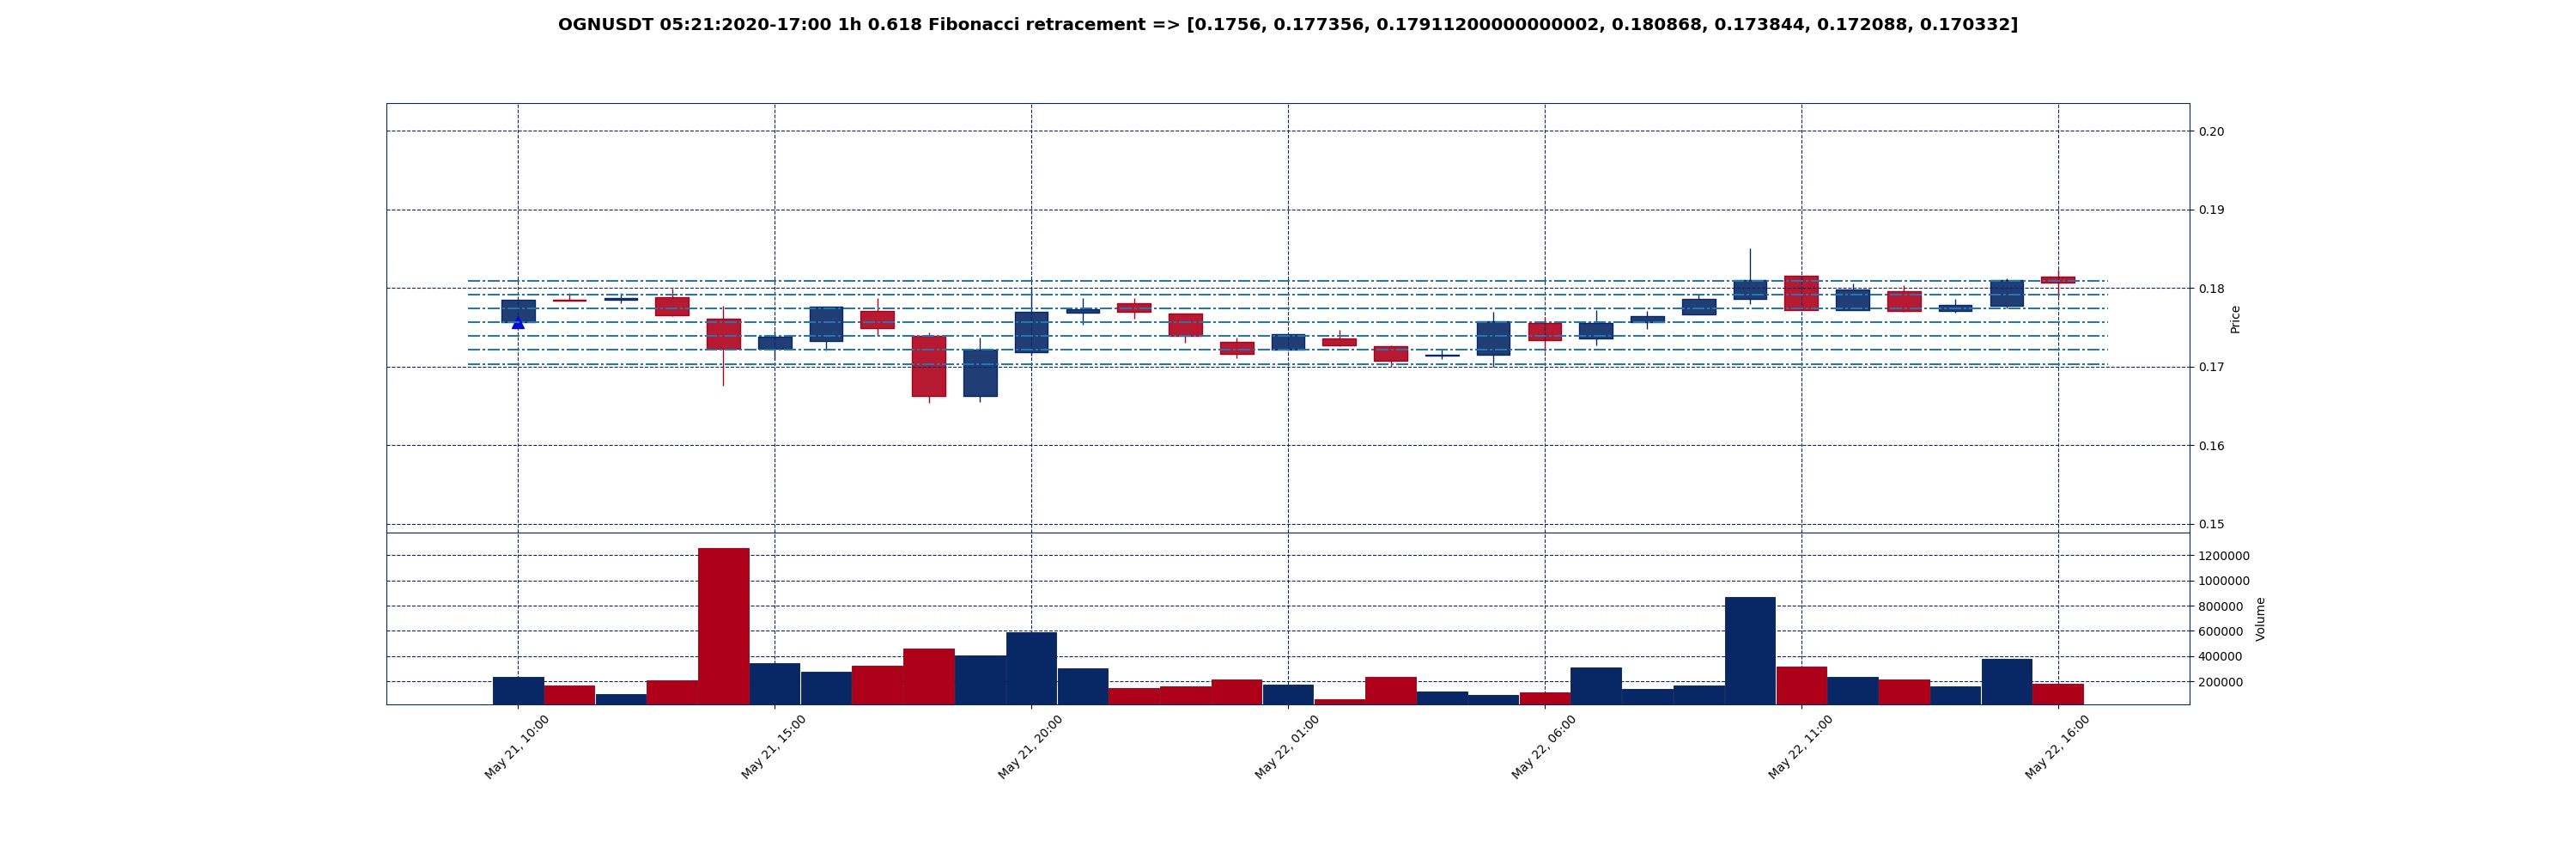 OGNUSDT 05:21:2020-17:00 1h 0.618 Fibonacci retracement => [0.1756, 0.177356, 0.17911200000000002, 0.180868, 0.173844, 0.172088, 0.170332]
0.20
0.19
0.18
Price
0.17
0.16
0.15
1200000
1000000
800000
Volume
600000
400000
200000
May 21, 10:00
May 21, 15:00
May 21, 20:00
May 22, 01:00
May 22, 06:00
May 22, 11:00
May 22, 16:00